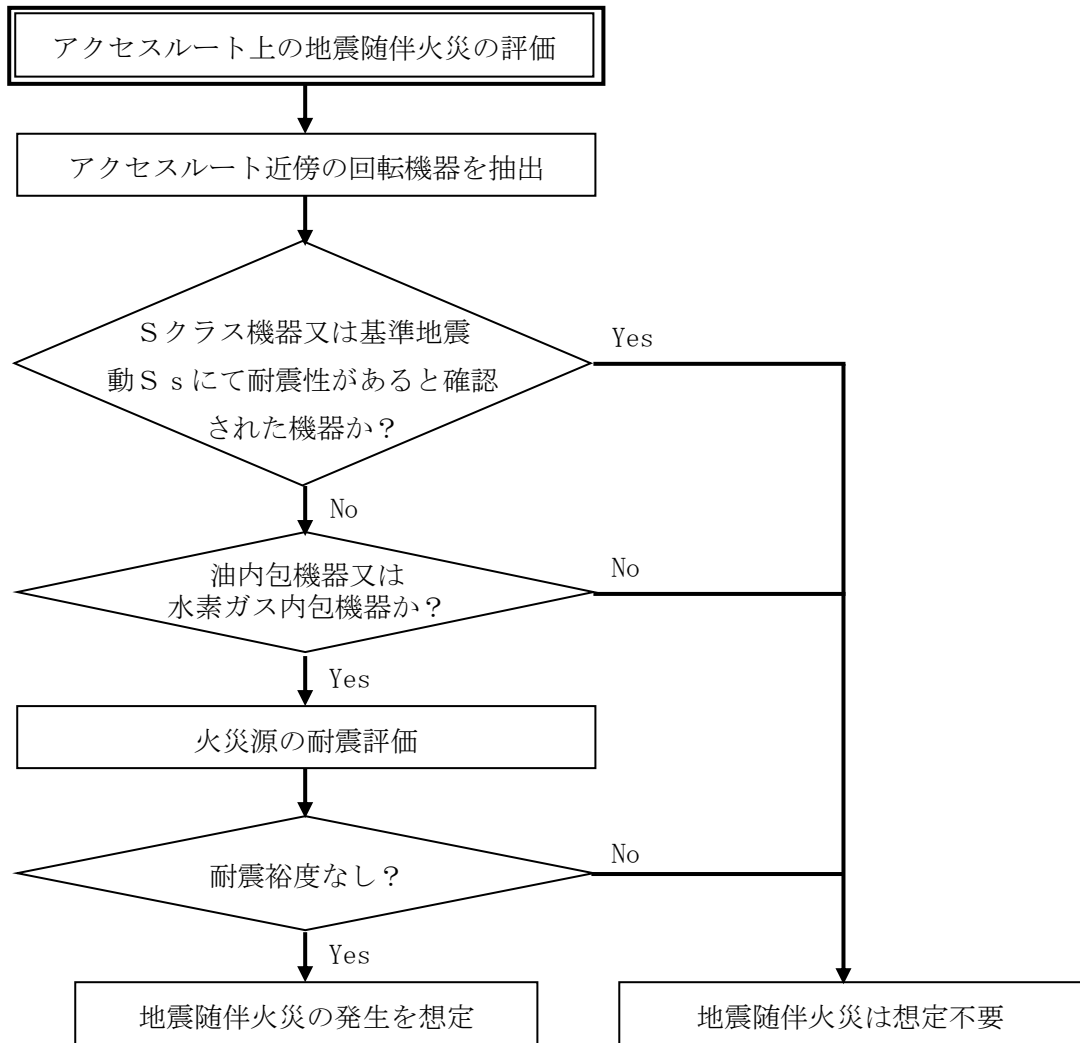 アクセスルート上の地震随伴火災の評価
アクセスルート近傍の回転機器を抽出
Ｓクラス機器又は基準地震
動Ｓｓにて耐震性があると確認
された機器か？
Yes
No
油内包機器又は
水素ガス内包機器か？
No
Yes
火災源の耐震評価
耐震裕度なし？
No
Yes
地震随伴火災の発生を想定
地震随伴火災は想定不要